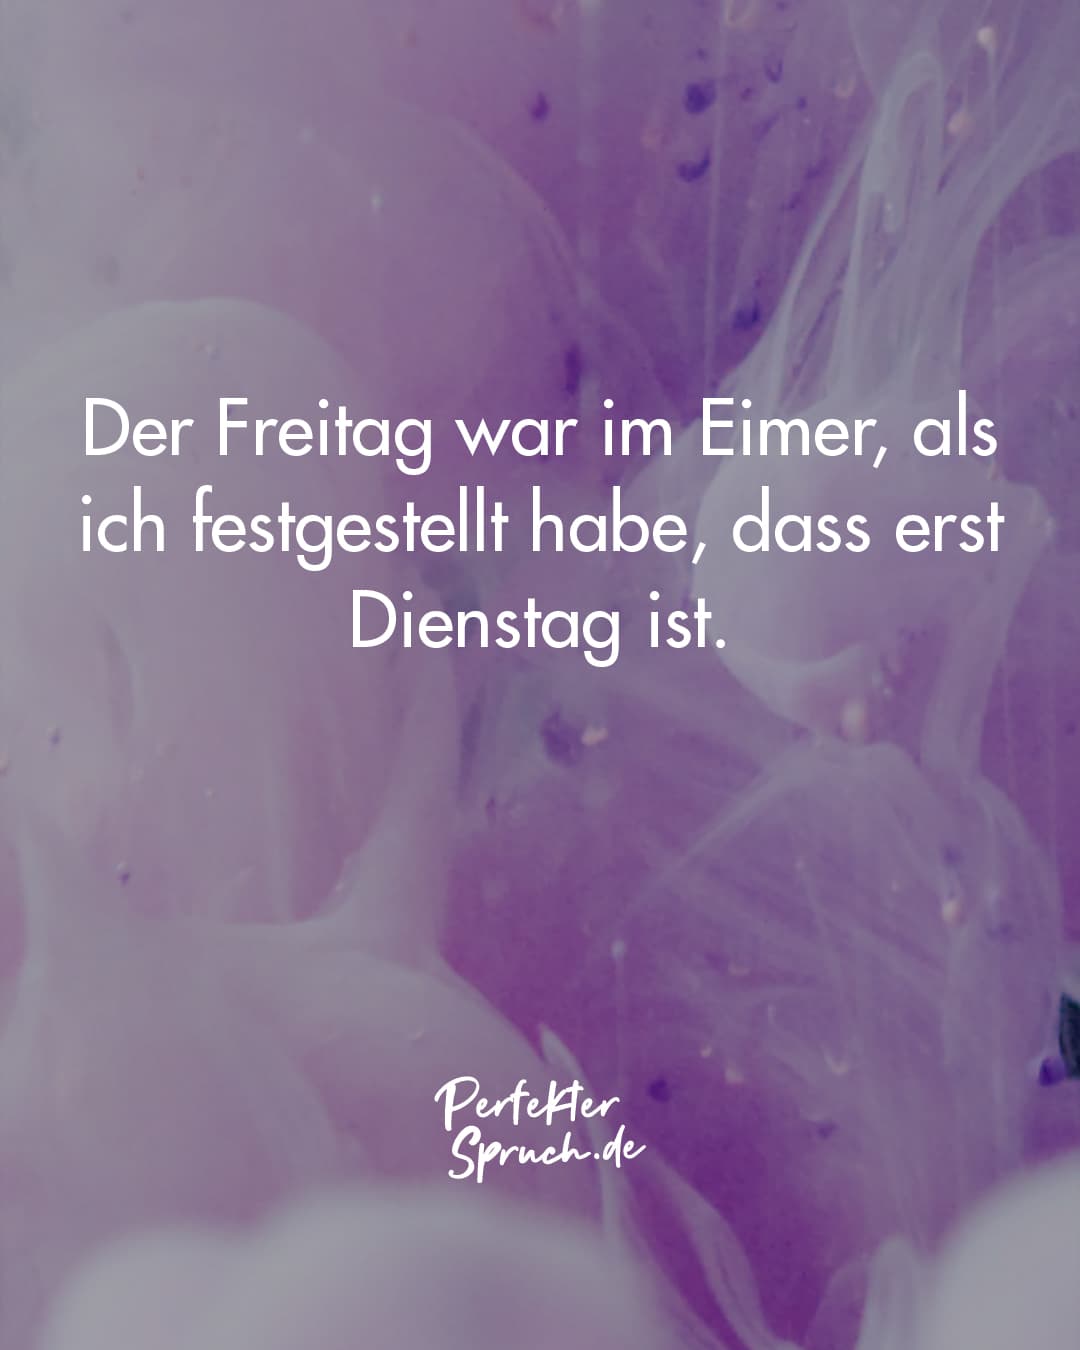 Der Freitag war im Eimer, als
ich festgestellt habe, dass erst
Dienstag ist.
Perfekter
Spruch.de